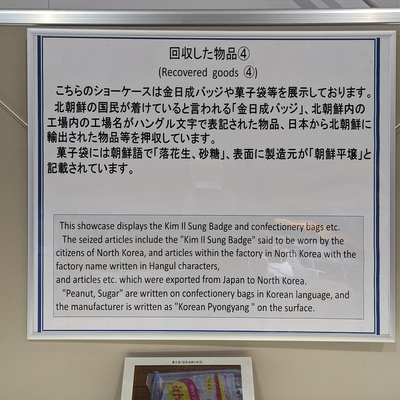 回収した物品④
(Recovered goods ④)
こちらのショーケースは金日成バッジや菓子袋等を展示しております。
北朝鮮の国民が着けていると言われる「金日成バッジ」、北朝鮮内の
工場内の工場名がハングル文字で表記された物品、日本から北朝鮮に
輸出された物品等を押収しています。
菓子袋には朝鮮語で「落花生、砂糖」、表面に製造元が「朝鮮平壌」と
記載されています。
This showcase displays the Kim Il Sung Badge and confectionery bags etc.
The seized articles include the "Kim Il Sung Badge" said to be worn by the
citizens of North Korea, and articles within the factory in North Korea with the
factory name written in Hangul characters,
and articles etc. which were exported from Japan to North Korea.
"Peanut, Sugar" are written on confectionery bags in Korean language, and
the manufacturer is written as "Korean Pyongyang " on the surface.